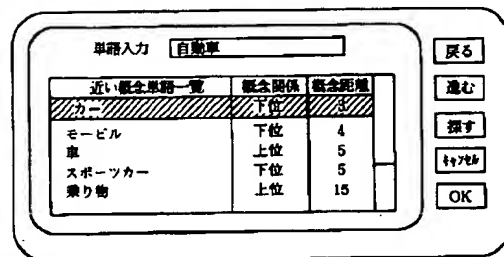 単語入力 自動車
近い概念単語一覧 概念関係 概念距離
カー 下位 3
モービル 下位 4
車 上位 5
スポーツカー 下位 5
乗り物 上位 15
戻る
進む
探す
キャンセル
OK